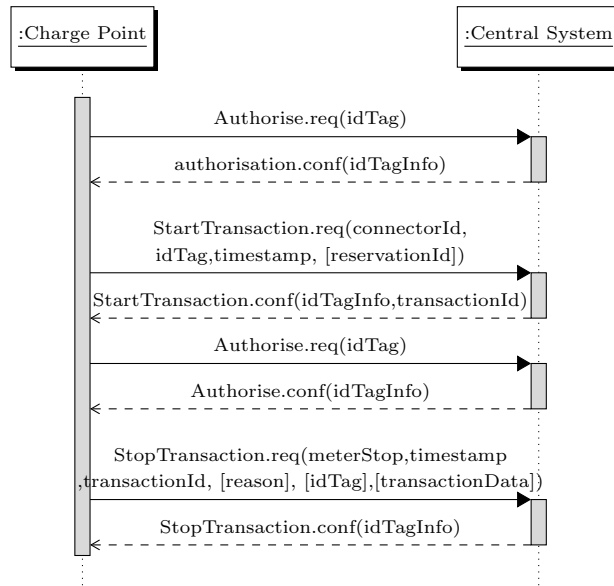 :Charge Point
:Central System
Authorise.req(idTag)
authorisation.conf(idTagInfo)
StartTransaction.req(connectorId,
idTag,timestamp, [reservationId])
StartTransaction.conf(idTagInfo,transactionId)
Authorise.req(idTag)
Authorise.conf(idTagInfo)
StopTransaction.req(meterStop,timestamp
,transactionId, [reason], [idTag],[transactionData])
StopTransaction.conf(idTagInfo)